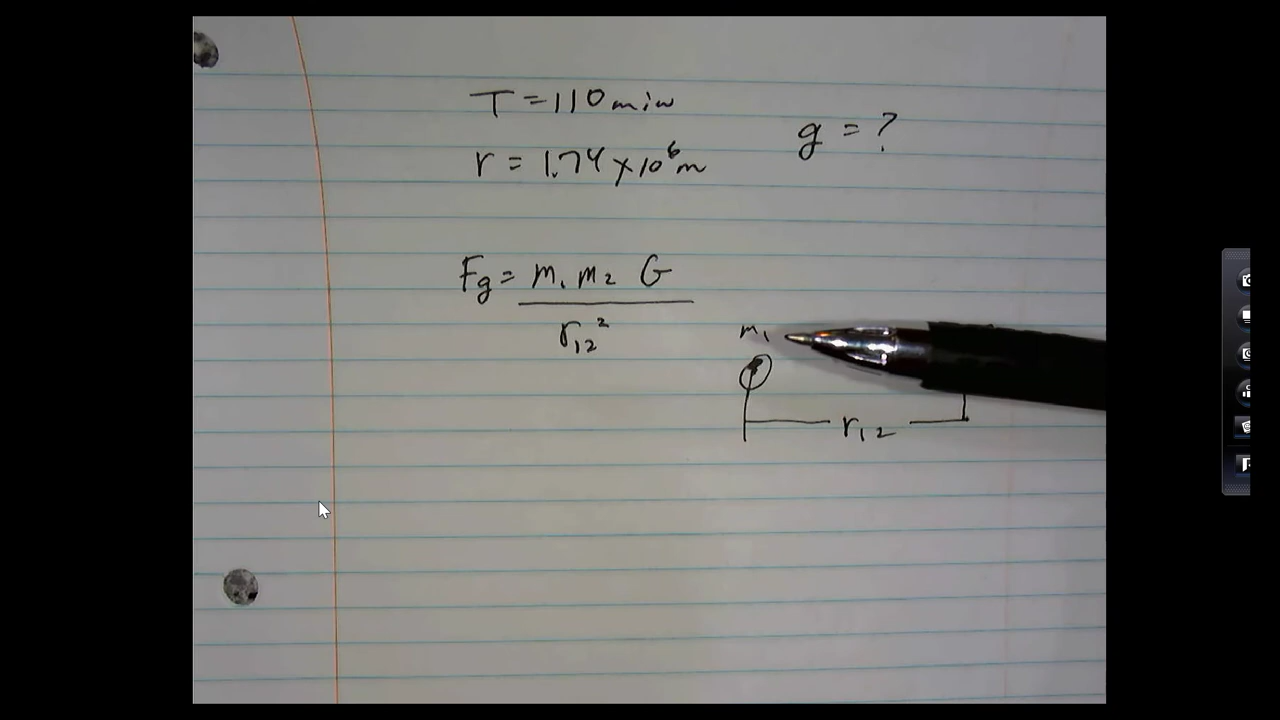 T = 110 min
g = ?
r = 1.74 x 10⁶ m
Fg = m₁ m₂ G
r₁₂²
m₁
r₁₂